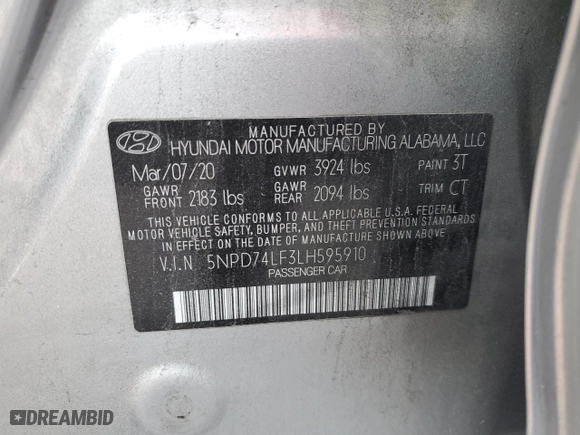 MANUFACTURED BY
HYUNDAI MOTOR MANUFACTURING ALABAMA, LLC
Mar/07/20 GVWR 3924 lbs PAINT 3T
GAWR FRONT 2183 lbs GAWR REAR 2094 lbs TRIM CT
THIS VEHICLE CONFORMS TO ALL APPLICABLE U.S.A. FEDERAL
MOTOR VEHICLE SAFETY, BUMPER, AND THEFT PREVENTION STANDARDS
IN EFFECT ON THE DATE OF MANUFACTURE SHOWN ABOVE.
V.I.N 5NPD74LF3LH595910
PASSENGER CAR
DREAMBID